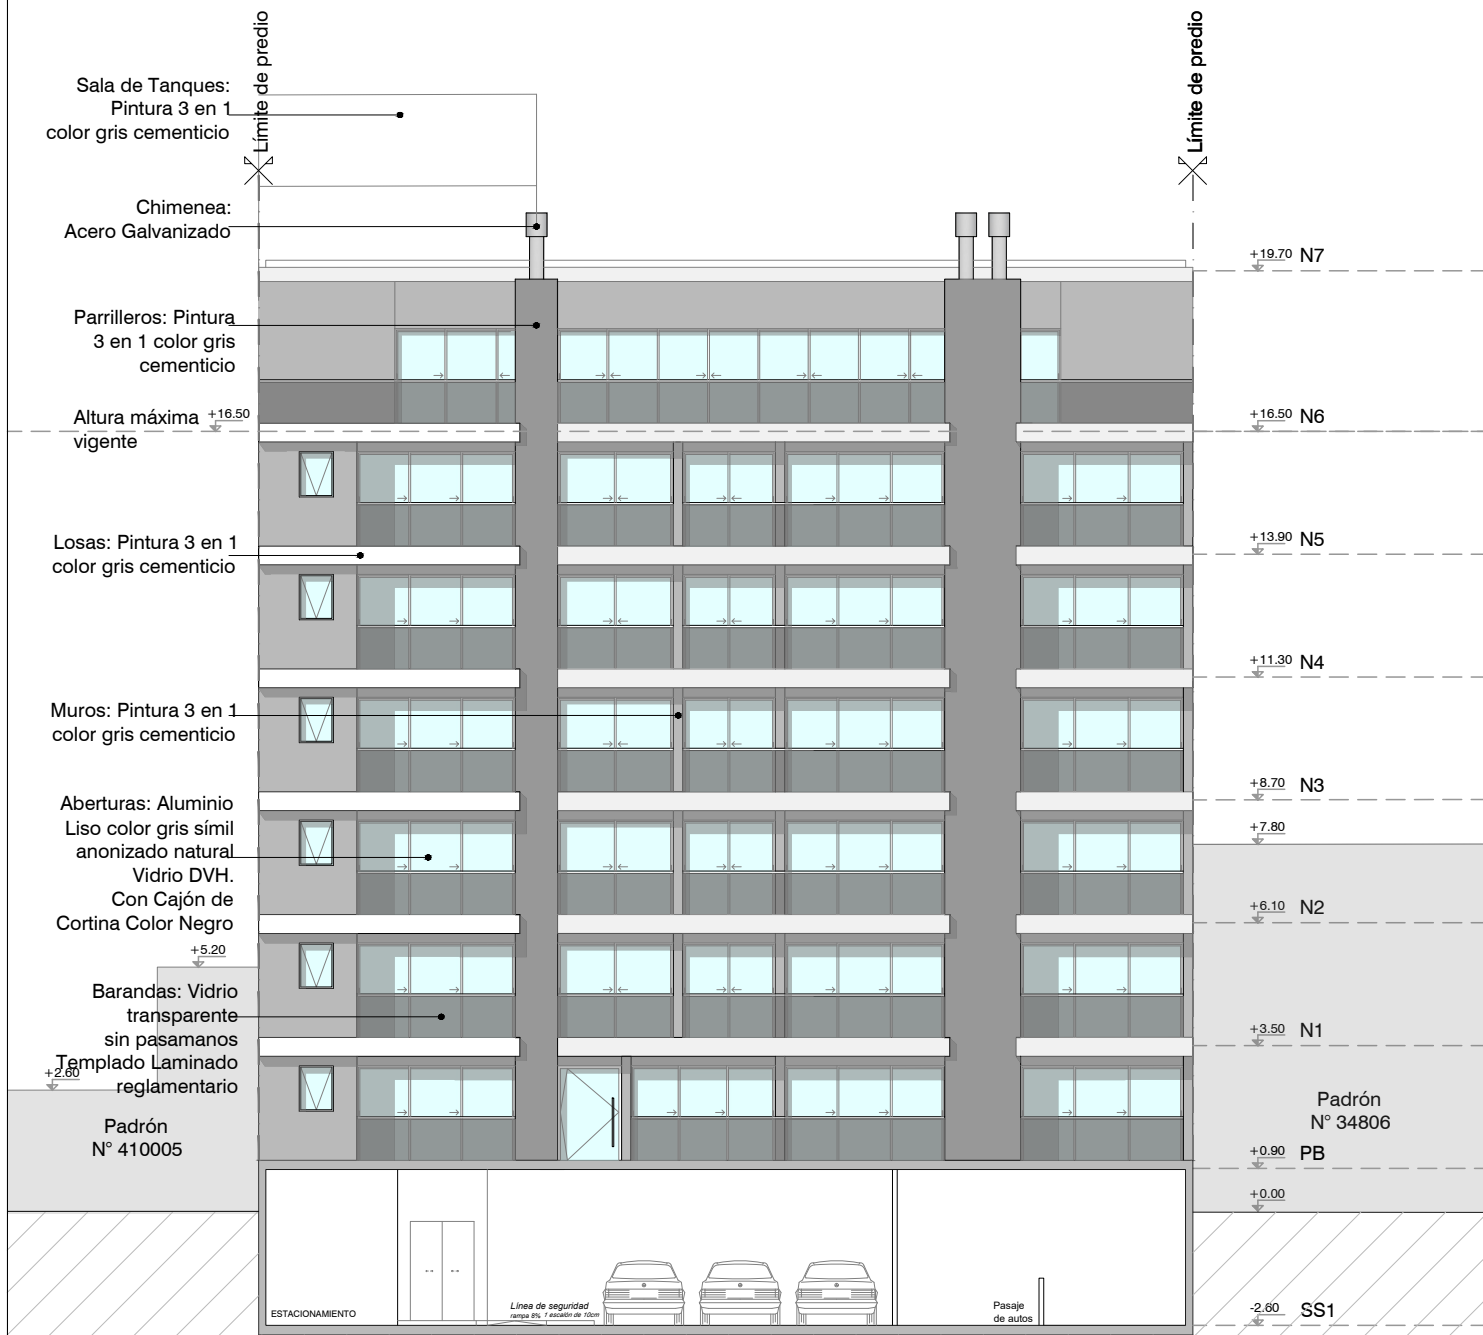 Límite de predio
Límite de predio
Sala de Tanques:
Pintura 3 en 1
color gris cementicio
Chimenea:
Acero Galvanizado
+19.70 N7
Parrilleros: Pintura
3 en 1 color gris
cementicio
Altura máxima
vigente
+16.50
+16.50 N6
Losas: Pintura 3 en 1
color gris cementicio
+13.90 N5
+11.30 N4
Muros: Pintura 3 en 1
color gris cementicio
+8.70 N3
Aberturas: Aluminio
Liso color gris símil
anonizado natural
Vidrio DVH.
Con Cajón de
Cortina Color Negro
+7.80
+6.10 N2
+5.20
Barandas: Vidrio
transparente
sin pasamanos
Templado Laminado
reglamentario
+3.50 N1
+2.60
Padrón
N° 410005
Padrón
N° 34806
+0.90 PB
+0.00
ESTACIONAMIENTO
Línea de seguridad
rampa 8% 1 escalón de 10cm
Pasaje
de autos
-2.60 SS1